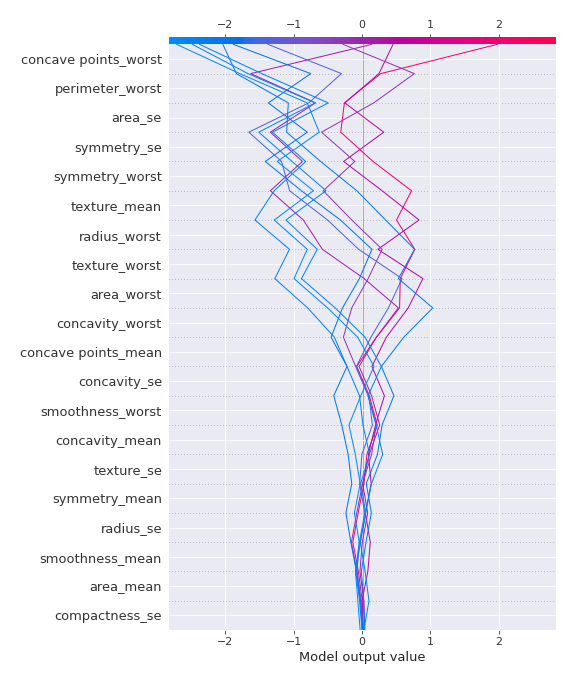 −2 −1 0 1 2
concave points_worst
perimeter_worst
area_se
symmetry_se
symmetry_worst
texture_mean
radius_worst
texture_worst
area_worst
concavity_worst
concave points_mean
concavity_se
smoothness_worst
concavity_mean
texture_se
symmetry_mean
radius_se
smoothness_mean
area_mean
compactness_se
−2 −1 0 1 2
Model output value